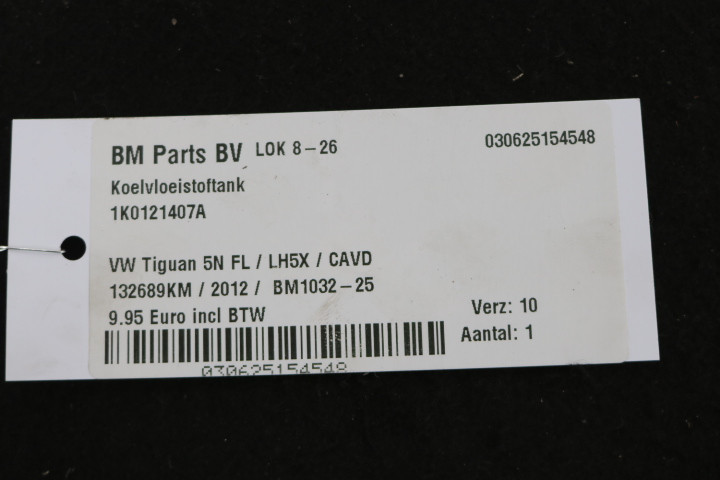 BM Parts BV LOK 8-26 030625154548
Koelvloeistoftank
1K0121407A
VW Tiguan 5N FL / LH5X / CAVD
132689KM / 2012 / BM1032-25
9.95 Euro incl BTW
Verz: 10
Aantal: 1
030625154548